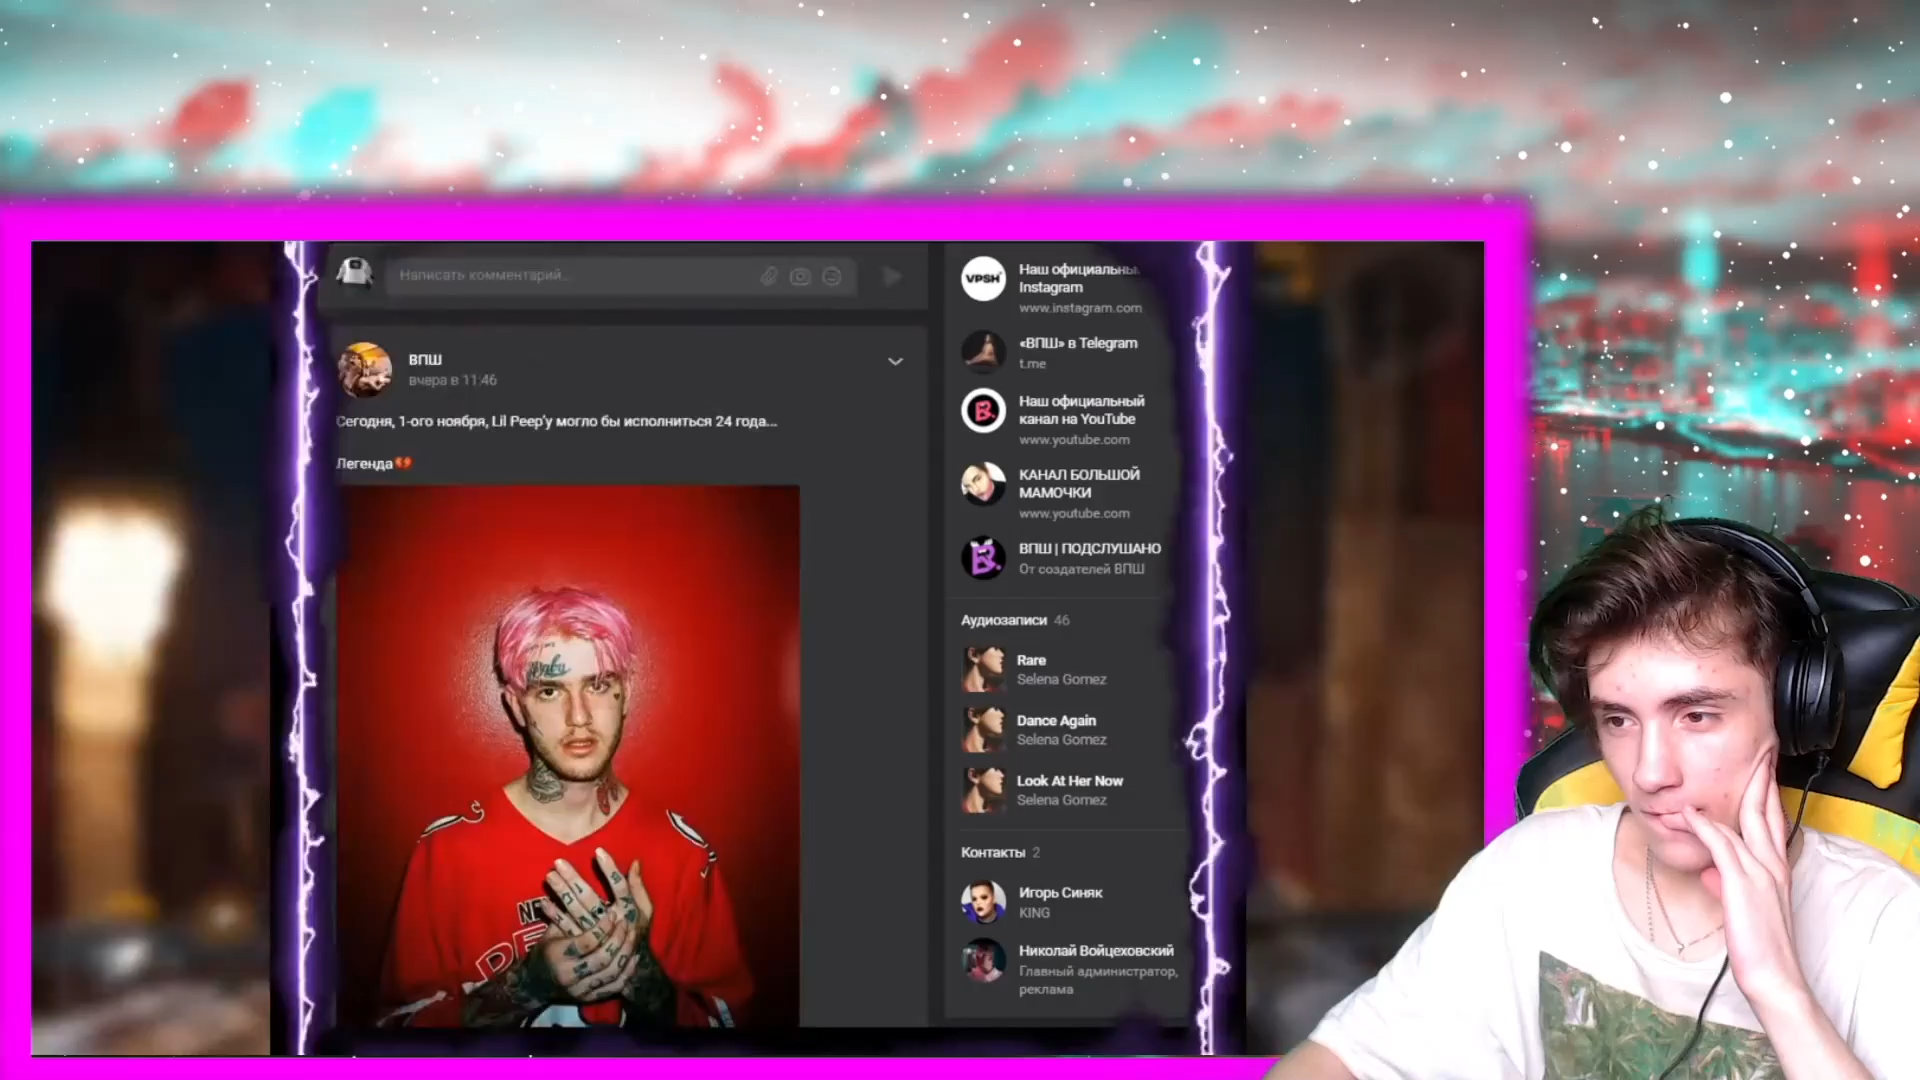 Написать комментарий...
ВПШ
вчера в 11:46
Сегодня, 1-ого ноября, Lil Peep'y могло бы исполниться 24 года...
Легенда
VPSH
Наш официальны
Instagram
www.instagram.com
«ВПШ» в Telegram
t.me
Наш официальный
канал на YouTube
www.youtube.com
КАНАЛ БОЛЬШОЙ
МАМОЧКИ
www.youtube.com
ВПШ | ПОДСЛУШАНО
От создателей ВПШ
Аудиозаписи 46
Rare
Selena Gomez
Dance Again
Selena Gomez
Look At Her Now
Selena Gomez
Контакты 2
Игорь Синяк
KING
Николай Войцеховский
Главный администратор,
реклама